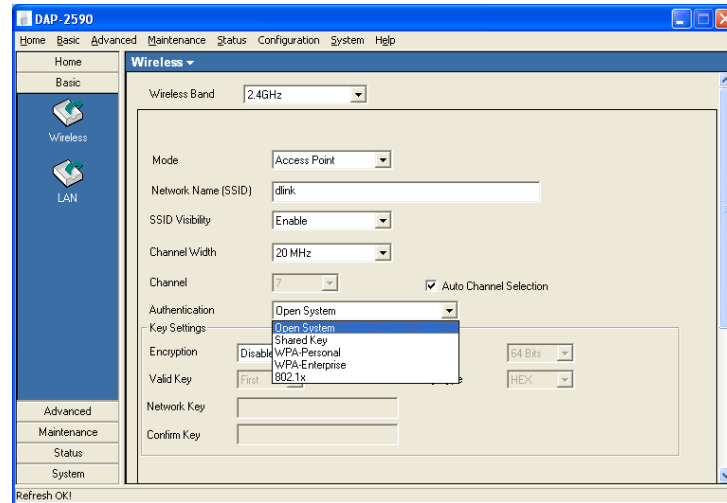 DAP-2590
Home Basic Advanced Maintenance Status Configuration System Help
Home
Basic
Wireless
LAN
Advanced
Maintenance
Status
System
Wireless
Wireless Band 2.4GHz
Mode Access Point
Network Name (SSID) dlink
SSID Visibility Enable
Channel Width 20 MHz
Channel 7 Auto Channel Selection
Authentication Open System
Open System
Shared Key
WPA-Personal
WPA-Enterprise
802.1x
Key Settings
Encryption 64 Bits
Valid Key First HEX
Network Key
Confirm Key
Refresh OK!